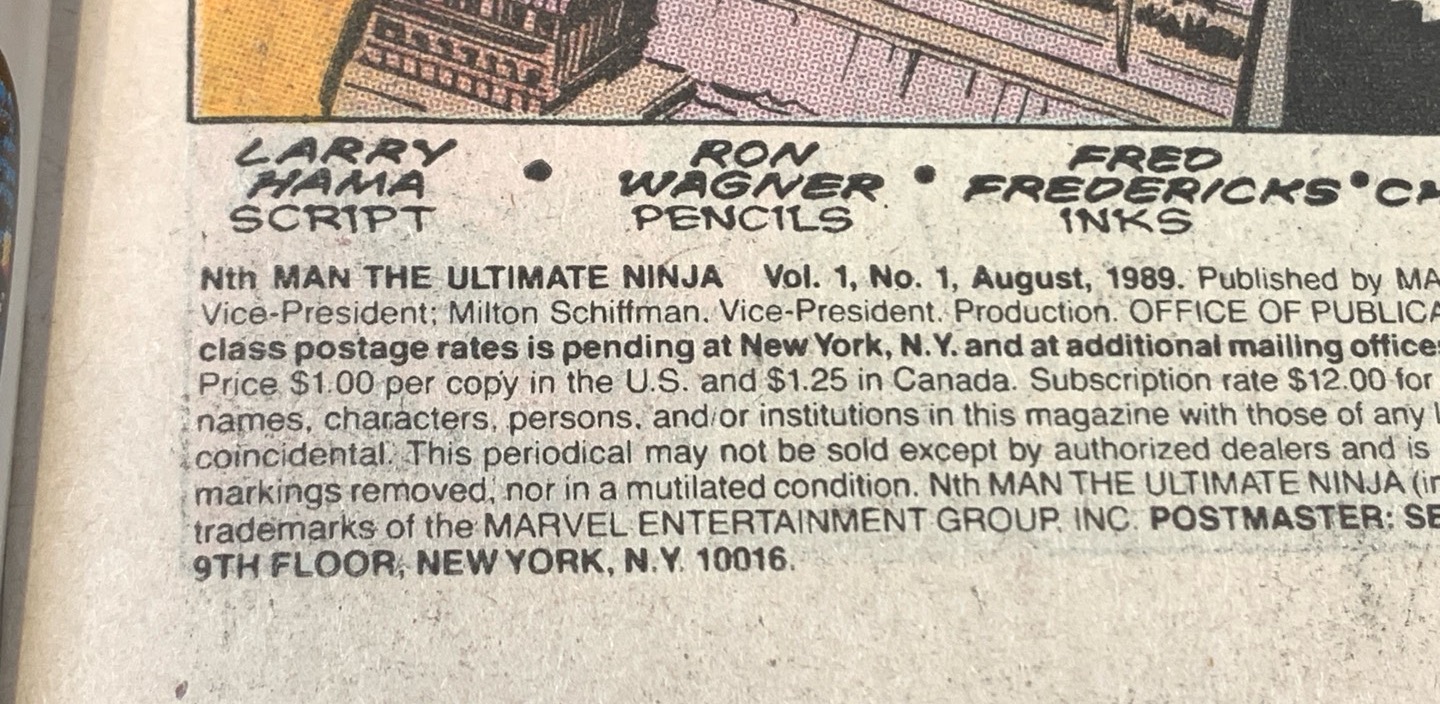 LARRY HAMA SCRIPT • RON WAGNER PENCILS • FRED FREDERICKS INKS •
Nth MAN THE ULTIMATE NINJA Vol. 1, No. 1, August, 1989. Published by
Vice-President; Milton Schiffman. Vice-President. Production. OFFICE OF
class postage rates is pending at New York, N.Y. and at additional mailing
Price $1.00 per copy in the U.S. and $1.25 in Canada. Subscription rate $12.00 for
names, characters, persons, and/or institutions in this magazine with those of any
coincidental. This periodical may not be sold except by authorized dealers and is
markings removed, nor in a mutilated condition. Nth MAN THE ULTIMATE NINJA
trademarks of the MARVEL ENTERTAINMENT GROUP. INC. POSTMASTER:
9TH FLOOR, NEW YORK, N.Y. 10016.